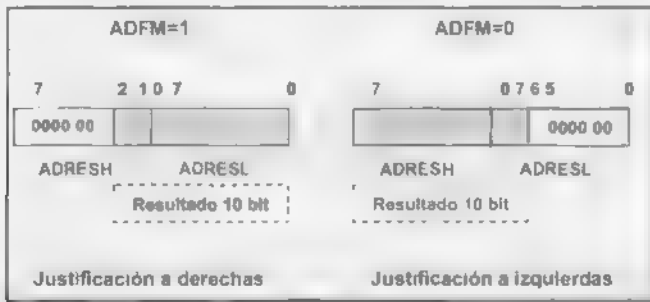 ADFM=1 ADFM=0
7 2 1 0 7 0 7 0 7 6 5 0
0000 00 0000 00
ADRESH ADRESL ADRESH ADRESL
Resultado 10 bit Resultado 10 bit
Justificación a derechas Justificación a izquierdas